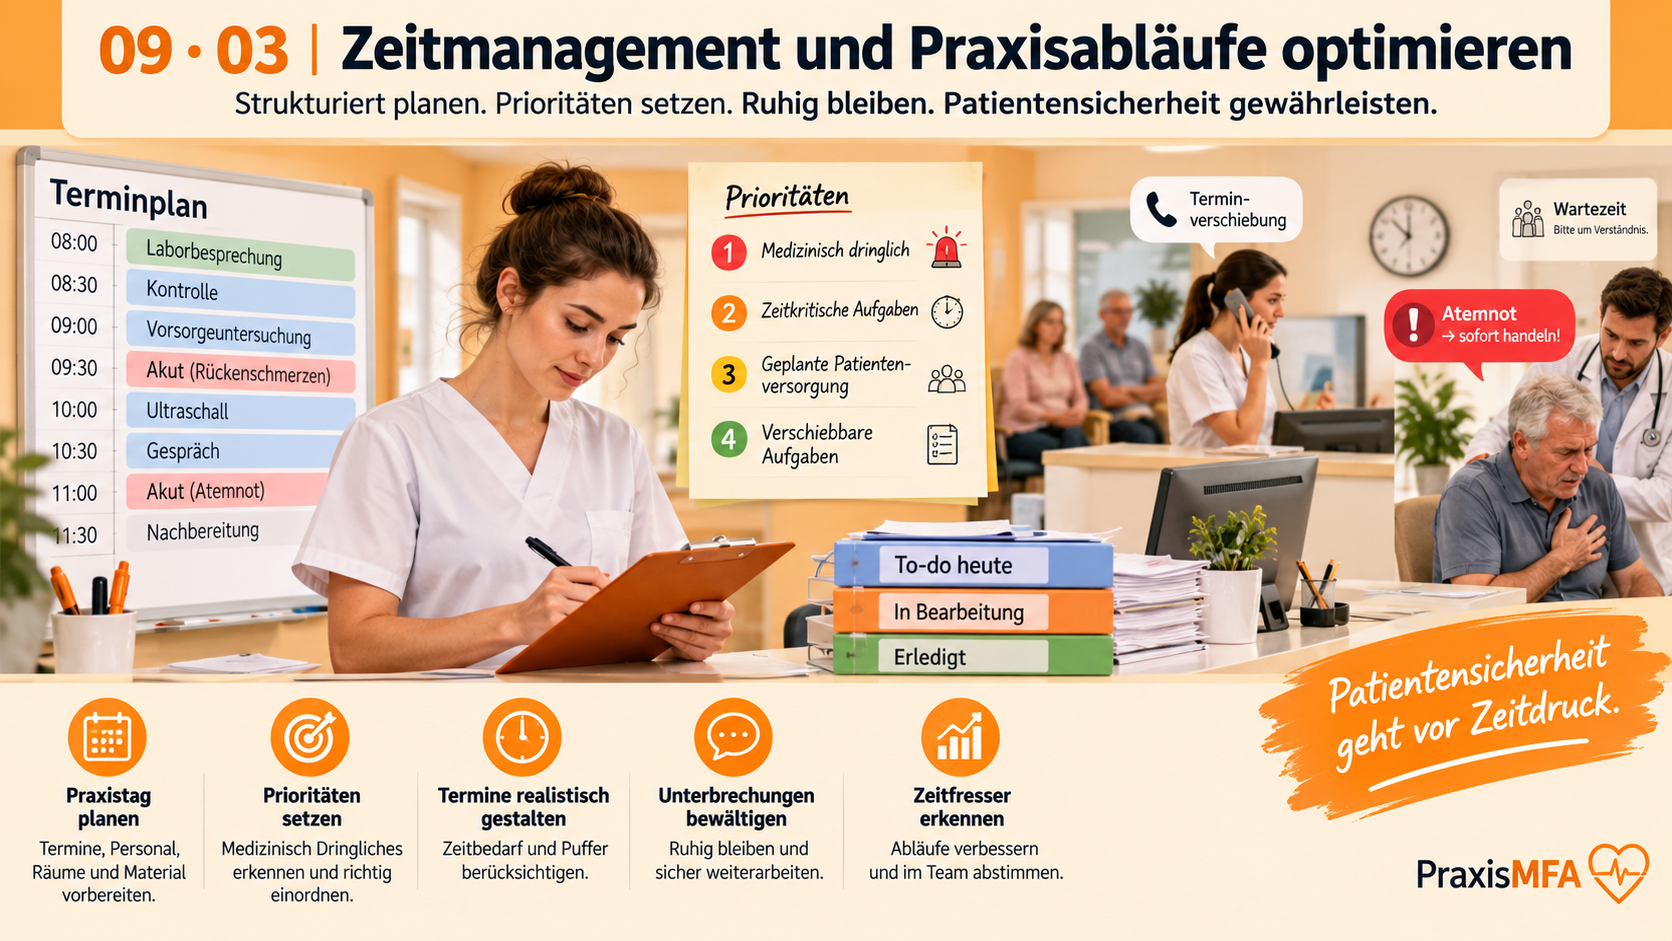 09 · 03 | Zeitmanagement und Praxisabläufe optimieren
Strukturiert planen. Prioritäten setzen. Ruhig bleiben. Patientensicherheit gewährleisten.
Terminplan
08:00 Laborbesprechung
08:30 Kontrolle
09:00 Vorsorgeuntersuchung
09:30 Akut (Rückenschmerzen)
10:00 Ultraschall
10:30 Gespräch
11:00 Akut (Atemnot)
11:30 Nachbereitung
Prioritäten
1 Medizinisch dringlich
2 Zeitkritische Aufgaben
3 Geplante Patienten-
versorgung
4 Verschiebbare
Aufgaben
Termin-
verschiebung
Wartezeit
Bitte um Verständnis.
! Atemnot
→ sofort handeln!
To-do heute
In Bearbeitung
Erledigt
Patientensicherheit
geht vor Zeitdruck.
Praxistag
planen
Termine, Personal,
Räume und Material
vorbereiten.
Prioritäten
setzen
Medizinisch Dringliches
erkennen und richtig
einordnen.
Termine realistisch
gestalten
Zeitbedarf und Puffer
berücksichtigen.
Unterbrechungen
bewältigen
Ruhig bleiben und
sicher weiterarbeiten.
Zeitfresser
erkennen
Abläufe verbessern
und im Team abstimmen.
PraxisMFA